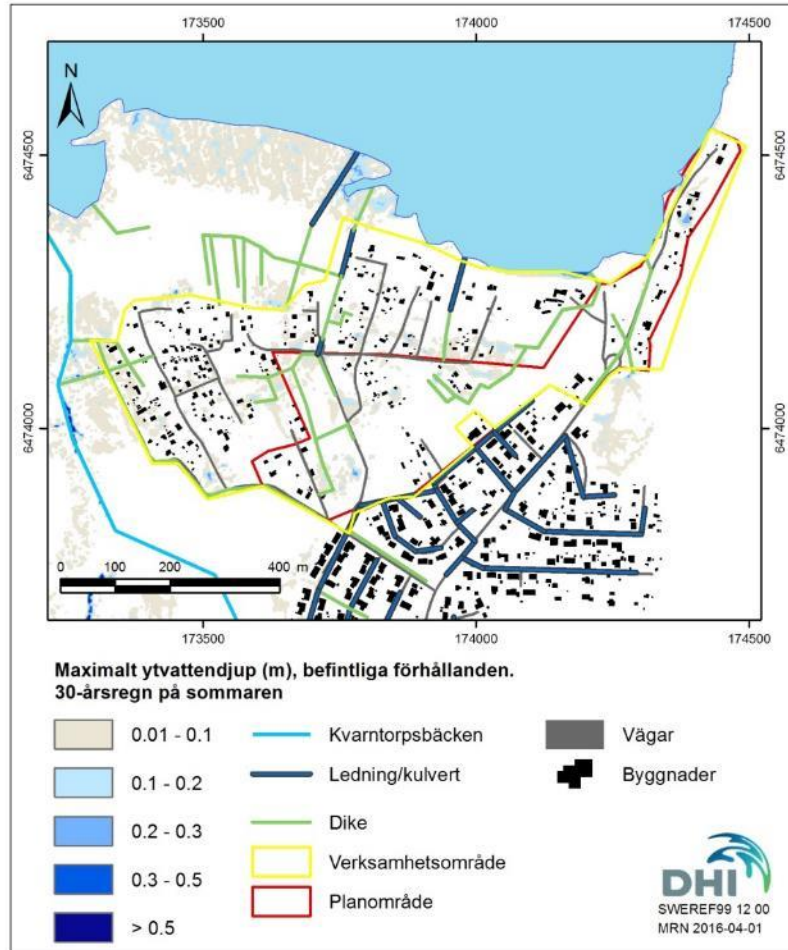 173500 174000 174500
N
6474500 6474500
6474000 6474000
0 100 200 400 m
173500 174000 174500
Maximalt ytvattendjup (m), befintliga förhållanden.
30-årsregn på sommaren
0.01 - 0.1 Kvarntorpsbäcken Vägar
0.1 - 0.2 Ledning/kulvert Byggnader
0.2 - 0.3 Dike
0.3 - 0.5 Verksamhetsområde
> 0.5 Planområde
DHI
SWEREF99 12 00
MRN 2016-04-01